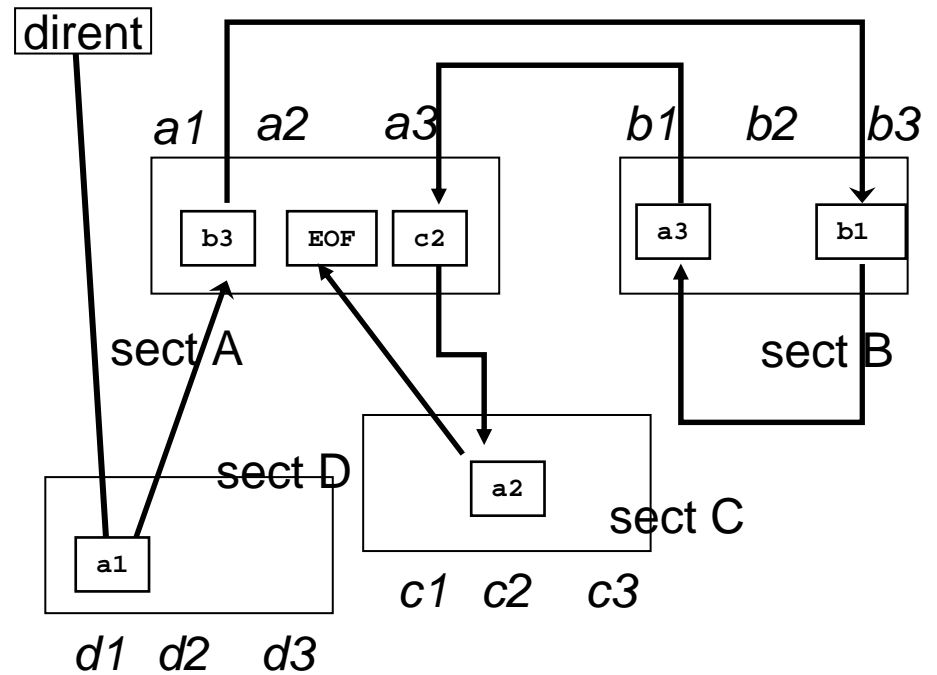 dirent
a1 a2 a3 b1 b2 b3
b3 EOF c2 a3 b1
sect A sect B
sect D
a2
sect C
a1
c1 c2 c3
d1 d2 d3